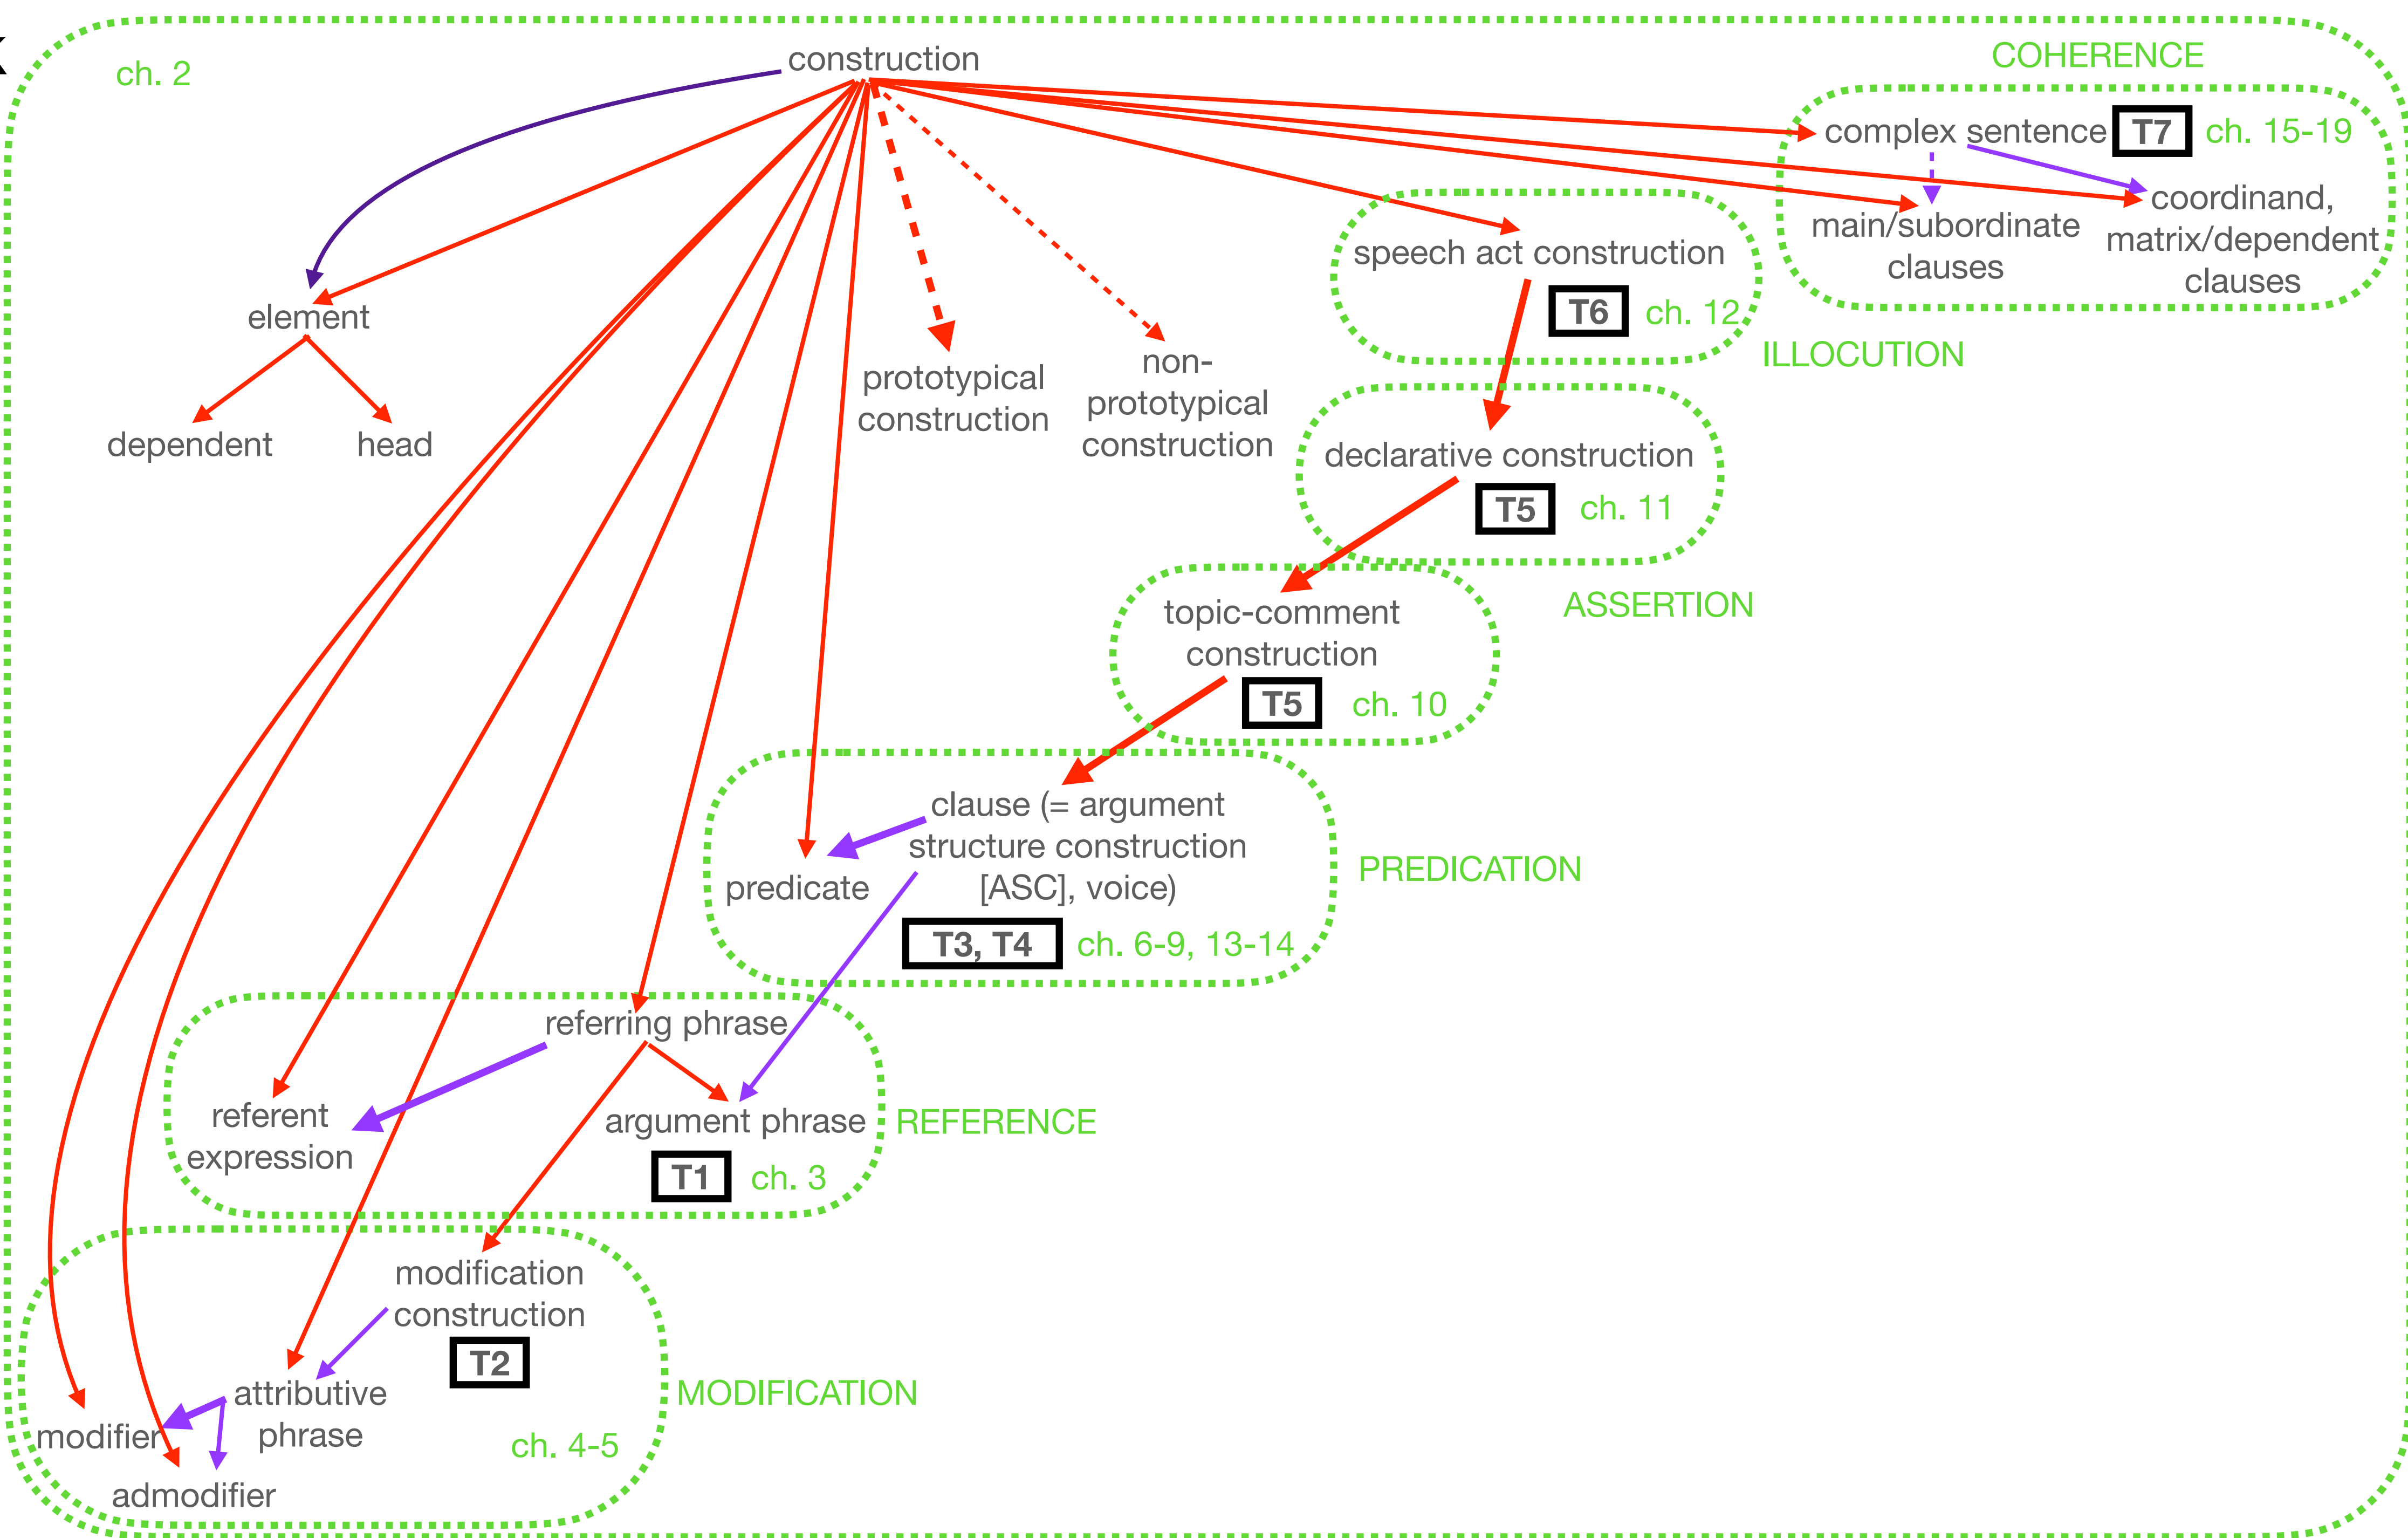 construction
COHERENCE
ch. 2
complex sentence
T7
ch. 15-19
coordinand,
matrix/dependent
clauses
main/subordinate
clauses
speech act construction
T6
ch. 12
ILLOCUTION
element
dependent
head
prototypical
construction
non-
prototypical
construction
declarative construction
T5
ch. 11
ASSERTION
topic-comment
construction
T5
ch. 10
clause (= argument
structure construction
[ASC], voice)
predicate
T3, T4
ch. 6-9, 13-14
PREDICATION
referring phrase
referent
expression
argument phrase
T1
ch. 3
REFERENCE
modification
construction
T2
attributive
phrase
modifier
admodifier
ch. 4-5
MODIFICATION